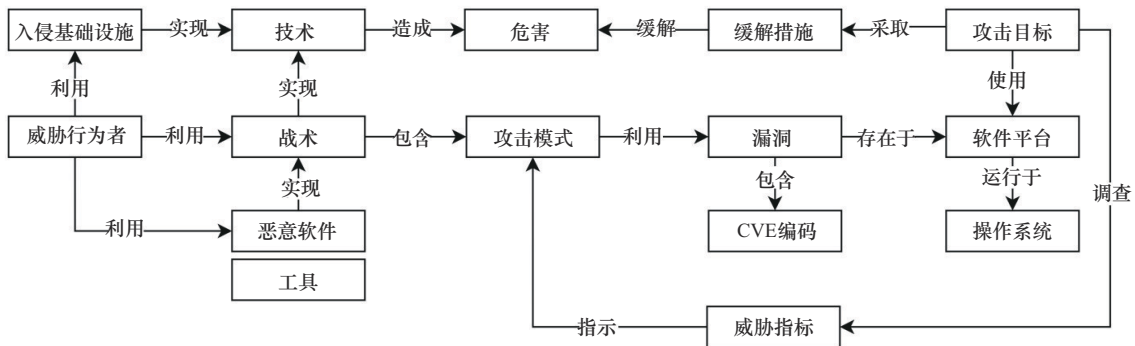 入侵基础设施 实现 技术 造成 危害 缓解 缓解措施 采取 攻击目标
利用 实现 使用
威胁行为者 利用 战术 包含 攻击模式 利用 漏洞 存在于 软件平台
实现 包含 运行于 调查
利用 恶意软件 CVE编码 操作系统
工具
指示 威胁指标